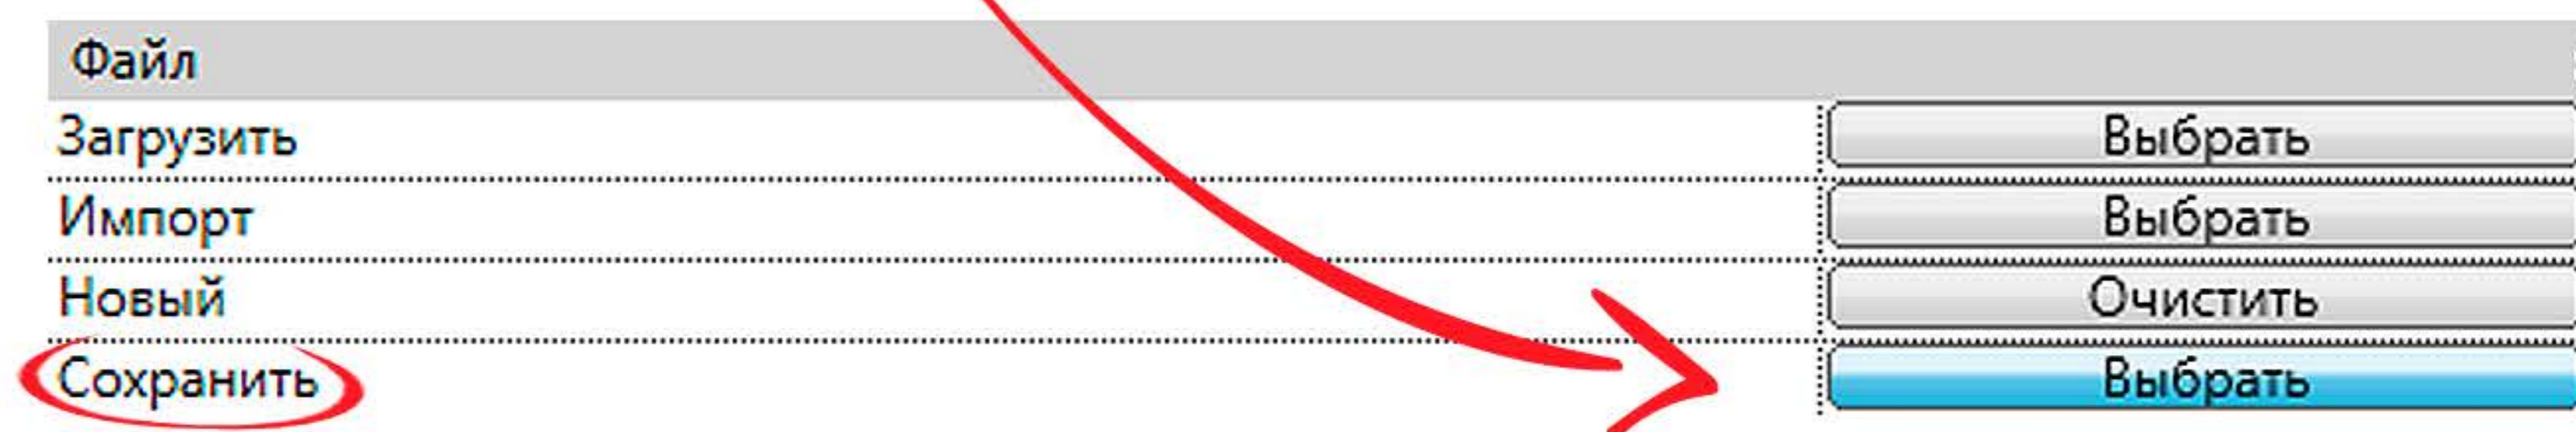 Файл
Загрузить Выбрать
Импорт Выбрать
Новый Очистить
Сохранить Выбрать